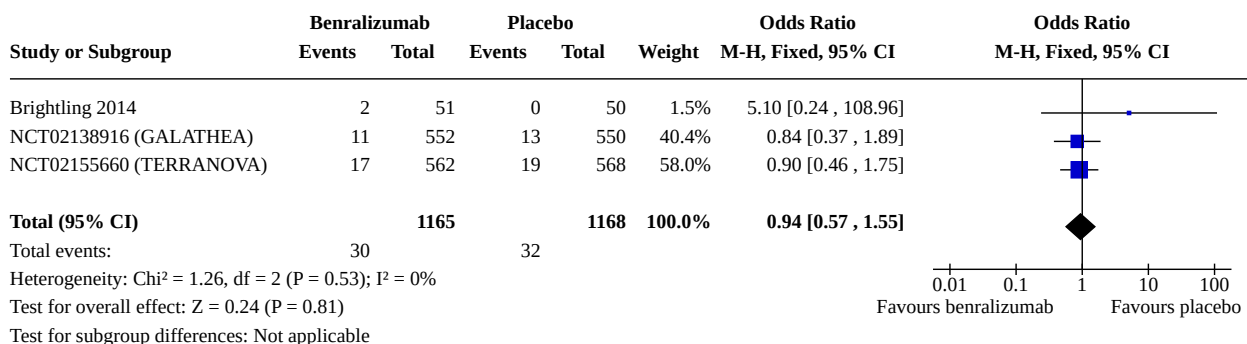 Benralizumab Placebo Odds Ratio Odds Ratio
Study or Subgroup Events Total Events Total Weight M-H, Fixed, 95% CI M-H, Fixed, 95% CI
Brightling 2014 2 51 0 50 1.5% 5.10 [0.24 , 108.96]
NCT02138916 (GALATHEA) 11 552 13 550 40.4% 0.84 [0.37 , 1.89]
NCT02155660 (TERRANOVA) 17 562 19 568 58.0% 0.90 [0.46 , 1.75]
Total (95% CI) 1165 1168 100.0% 0.94 [0.57 , 1.55]
Total events: 30 32
Heterogeneity: Chi² = 1.26, df = 2 (P = 0.53); I² = 0%
0.01 0.1 1 10 100
Test for overall effect: Z = 0.24 (P = 0.81)
Favours benralizumab Favours placebo
Test for subgroup differences: Not applicable